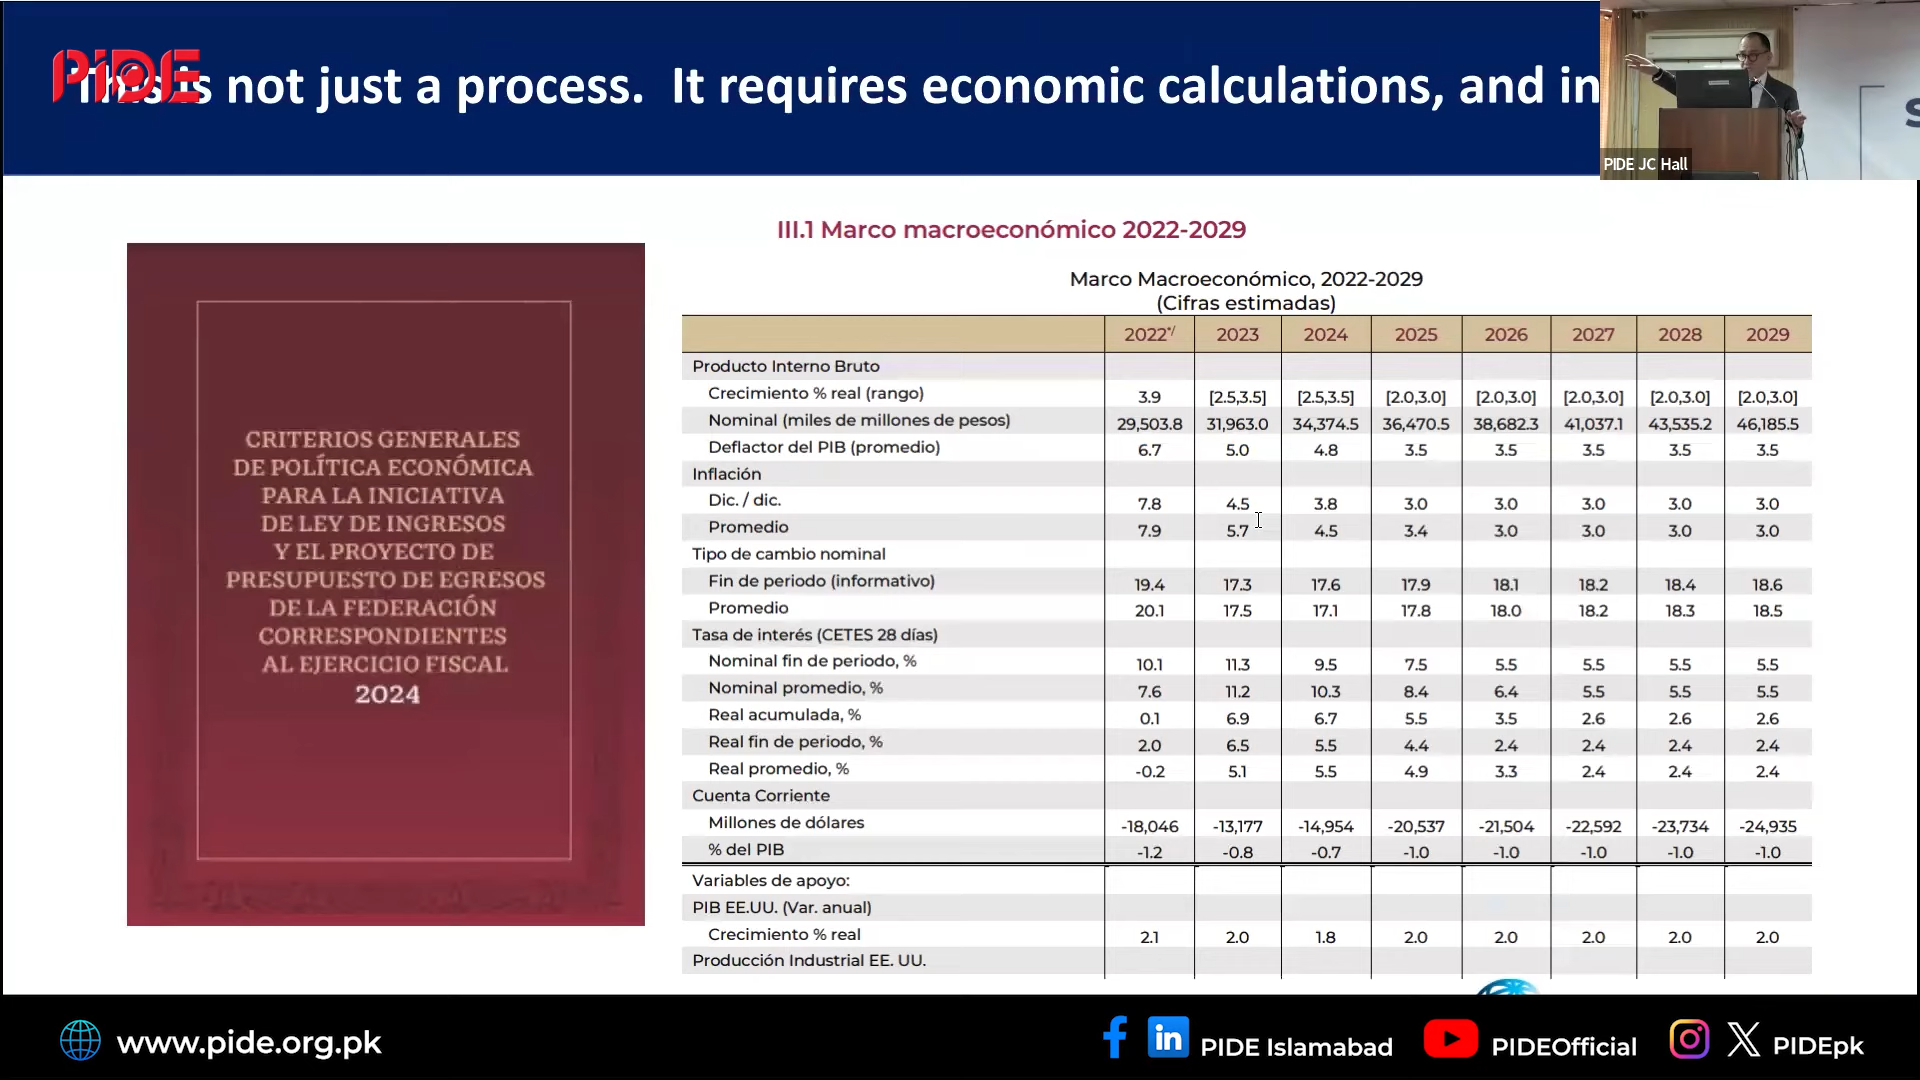 PiDE
This is not just a process. It requires economic calculations, and in
PIDE JC Hall
S
III.1 Marco macroeconómico 2022-2029
CRITERIOS GENERALES
DE POLÍTICA ECONÓMICA
PARA LA INICIATIVA
DE LEY DE INGRESOS
Y EL PROYECTO DE
PRESUPUESTO DE EGRESOS
DE LA FEDERACIÓN
CORRESPONDIENTES
AL EJERCICIO FISCAL
2024
Marco Macroeconómico, 2022-2029
(Cifras estimadas)
2022*/ 2023 2024 2025 2026 2027 2028 2029
Producto Interno Bruto
Crecimiento % real (rango) 3.9 [2.5,3.5] [2.5,3.5] [2.0,3.0] [2.0,3.0] [2.0,3.0] [2.0,3.0] [2.0,3.0]
Nominal (miles de millones de pesos) 29,503.8 31,963.0 34,374.5 36,470.5 38,682.3 41,037.1 43,535.2 46,185.5
Deflactor del PIB (promedio) 6.7 5.0 4.8 3.5 3.5 3.5 3.5 3.5
Inflación
Dic. / dic. 7.8 4.5 3.8 3.0 3.0 3.0 3.0 3.0
Promedio 7.9 5.7 4.5 3.4 3.0 3.0 3.0 3.0
Tipo de cambio nominal
Fin de periodo (informativo) 19.4 17.3 17.6 17.9 18.1 18.2 18.4 18.6
Promedio 20.1 17.5 17.1 17.8 18.0 18.2 18.3 18.5
Tasa de interés (CETES 28 días)
Nominal fin de periodo, % 10.1 11.3 9.5 7.5 5.5 5.5 5.5 5.5
Nominal promedio, % 7.6 11.2 10.3 8.4 6.4 5.5 5.5 5.5
Real acumulada, % 0.1 6.9 6.7 5.5 3.5 2.6 2.6 2.6
Real fin de periodo, % 2.0 6.5 5.5 4.4 2.4 2.4 2.4 2.4
Real promedio, % -0.2 5.1 5.5 4.9 3.3 2.4 2.4 2.4
Cuenta Corriente
Millones de dólares -18,046 -13,177 -14,954 -20,537 -21,504 -22,592 -23,734 -24,935
% del PIB -1.2 -0.8 -0.7 -1.0 -1.0 -1.0 -1.0 -1.0
Variables de apoyo:
PIB EE.UU. (Var. anual)
Crecimiento % real 2.1 2.0 1.8 2.0 2.0 2.0 2.0 2.0
Producción Industrial EE. UU.
www.pide.org.pk
PIDE Islamabad
PIDEOfficial
PIDEpk